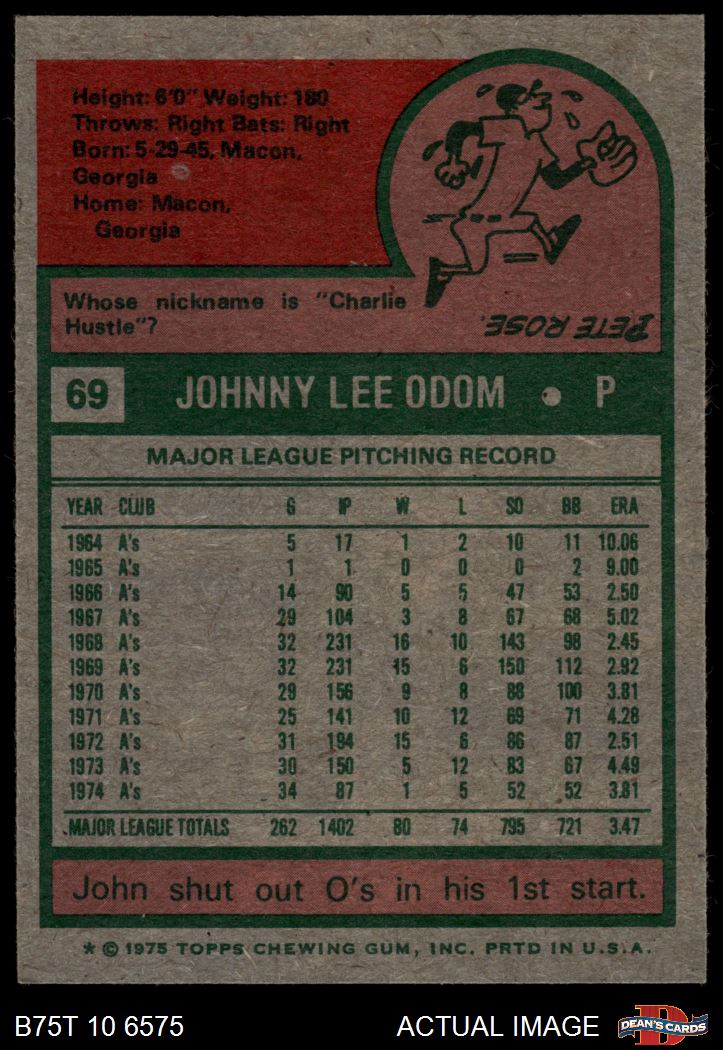 Height: 6'0" Weight: 180
Throws: Right Bats: Right
Born: 5-29-45, Macon,
Georgia
Home: Macon,
Georgia
Whose nickname is "Charlie
Hustle"?
PETE ROSE.
69 JOHNNY LEE ODOM • P
MAJOR LEAGUE PITCHING RECORD
YEAR CLUB G IP W L SO BB ERA
1964 A's 5 17 1 2 10 11 10.06
1965 A's 1 1 0 0 0 2 9.00
1966 A's 14 90 5 5 47 53 2.50
1967 A's 29 104 3 8 67 68 5.02
1968 A's 32 231 16 10 143 98 2.45
1969 A's 32 231 15 6 150 112 2.92
1970 A's 29 156 9 8 88 100 3.81
1971 A's 25 141 10 12 69 71 4.28
1972 A's 31 194 15 6 86 87 2.51
1973 A's 30 150 5 12 83 67 4.49
1974 A's 34 87 1 5 52 52 3.81
MAJOR LEAGUE TOTALS 262 1402 80 74 795 721 3.47
John shut out O's in his 1st start.
* © 1975 TOPPS CHEWING GUM, INC. PRTD IN U.S.A.
B75T 10 6575 ACTUAL IMAGE DEAN'S CARDS